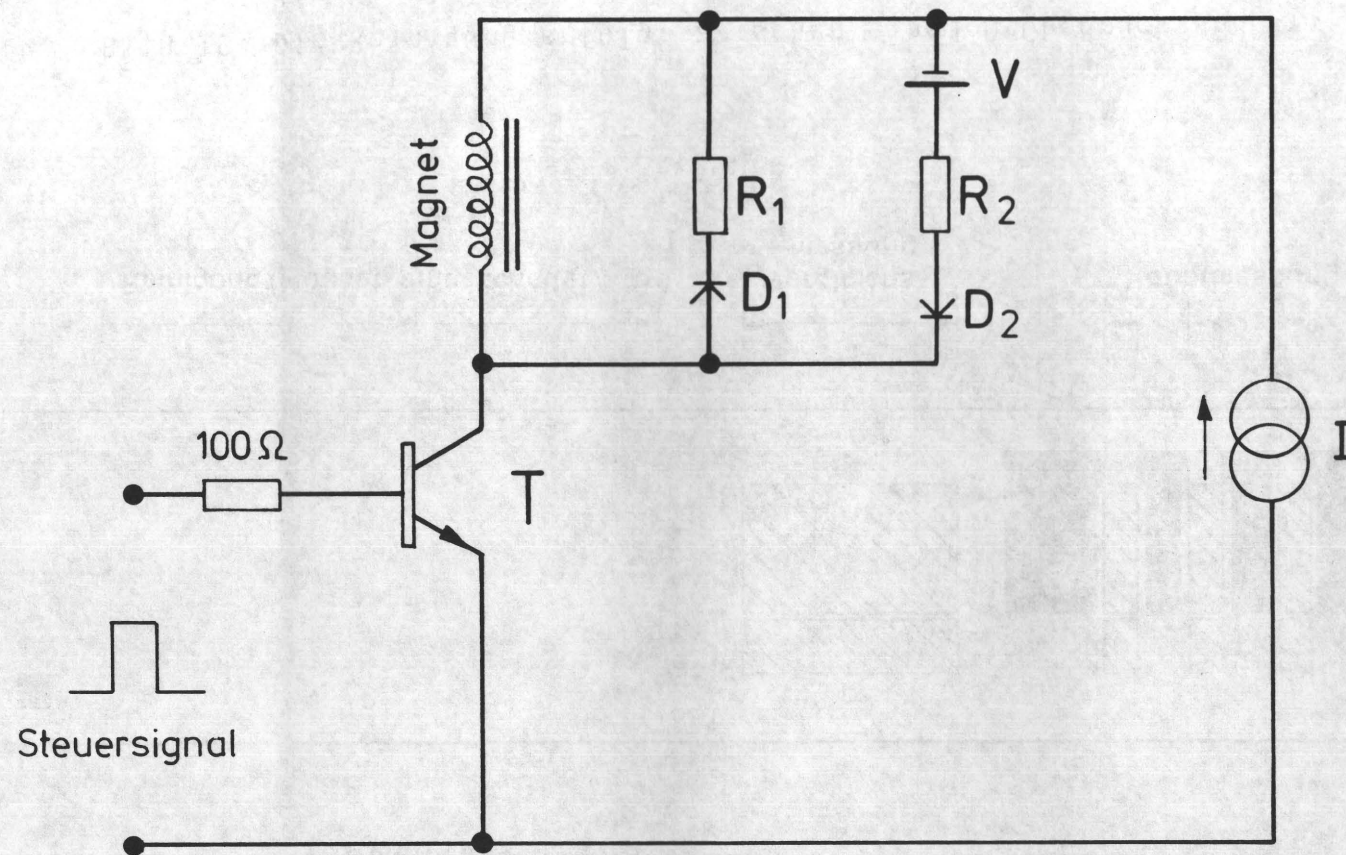 V
Magnet
R₁
R₂
D₁
D₂
I
100 Ω
T
Steuersignal